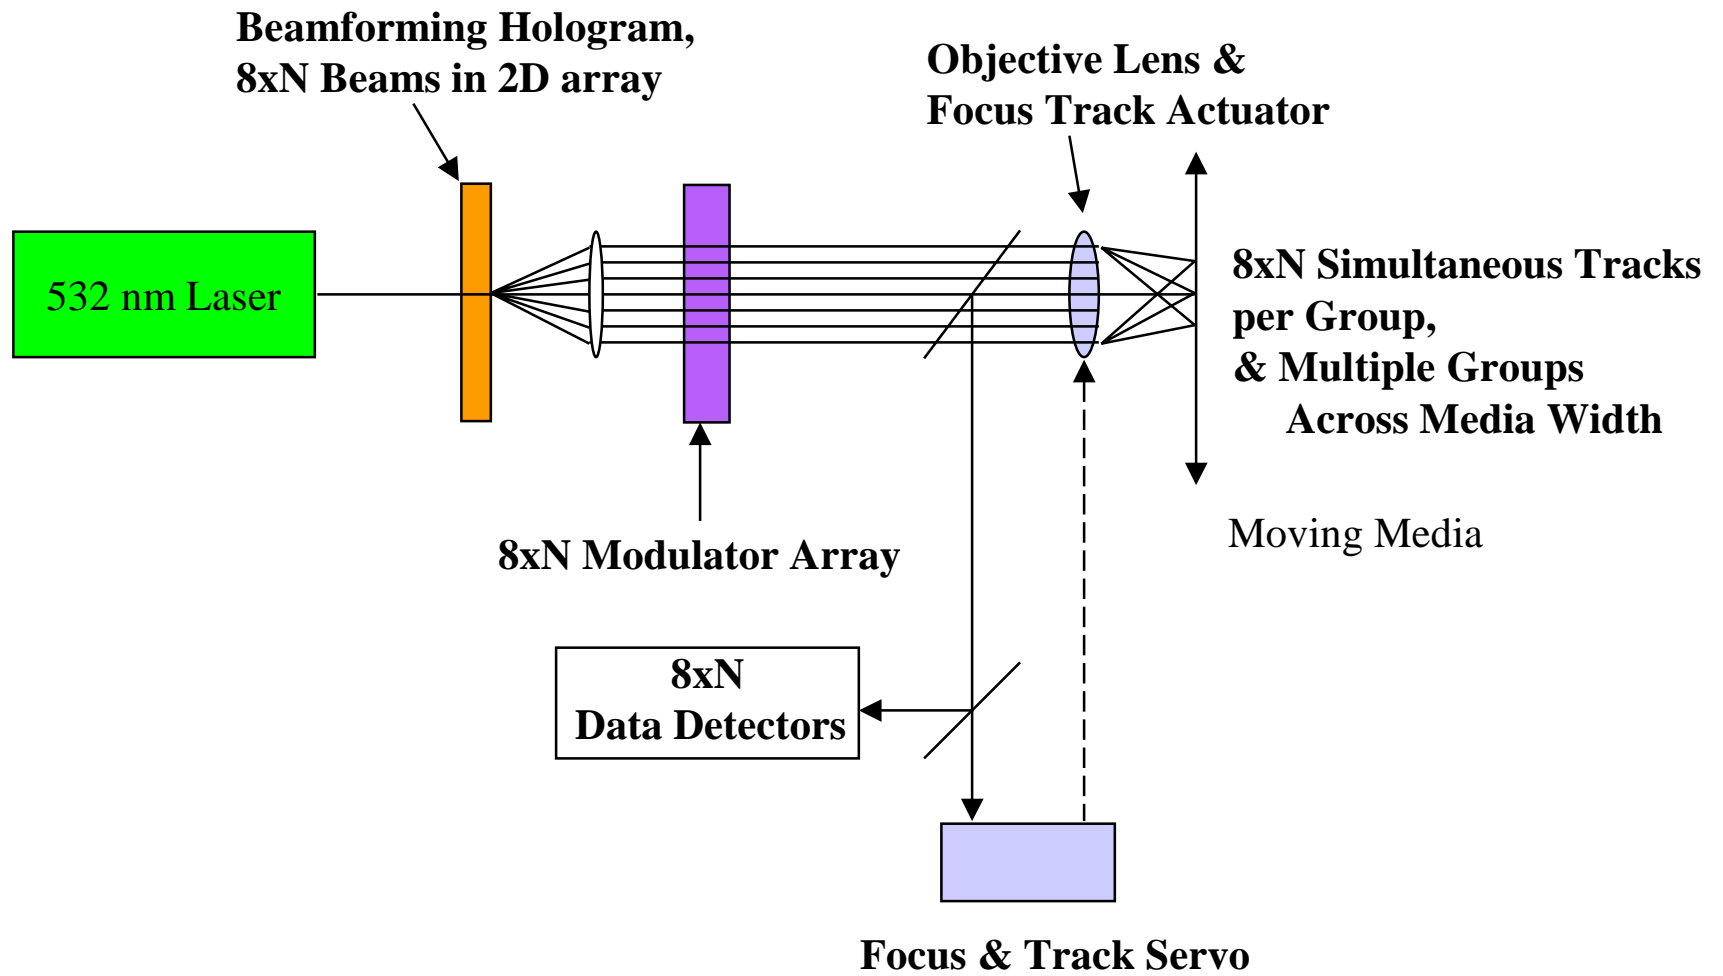 Beamforming Hologram,
8xN Beams in 2D array
Objective Lens &
Focus Track Actuator
532 nm Laser
8xN Simultaneous Tracks
per Group,
& Multiple Groups
Across Media Width
Moving Media
8xN Modulator Array
8xN
Data Detectors
Focus & Track Servo